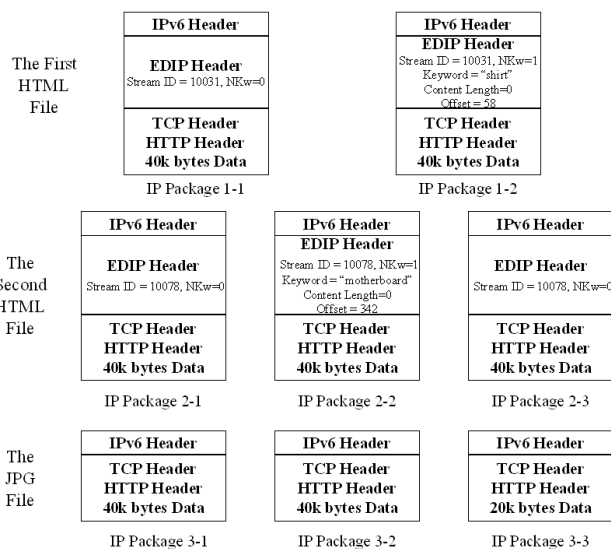 The First
HTML
File
IPv6 Header
EDIP Header
Stream ID = 10031, NKw=0
TCP Header
HTTP Header
40k bytes Data
IP Package 1-1
IPv6 Header
EDIP Header
Stream ID = 10031, NKw=1
Keyword = “shirt”
Content Length=0
Offset = 58
TCP Header
HTTP Header
40k bytes Data
IP Package 1-2
The
Second
HTML
File
IPv6 Header
EDIP Header
Stream ID = 10078, NKw=0
TCP Header
HTTP Header
40k bytes Data
IP Package 2-1
IPv6 Header
EDIP Header
Stream ID = 10078, NKw=1
Keyword = “motherboard”
Content Length=0
Offset = 342
TCP Header
HTTP Header
40k bytes Data
IP Package 2-2
IPv6 Header
EDIP Header
Stream ID = 10078, NKw=0
TCP Header
HTTP Header
40k bytes Data
IP Package 2-3
The
JPG
File
IPv6 Header
TCP Header
HTTP Header
40k bytes Data
IP Package 3-1
IPv6 Header
TCP Header
HTTP Header
40k bytes Data
IP Package 3-2
IPv6 Header
TCP Header
HTTP Header
20k bytes Data
IP Package 3-3